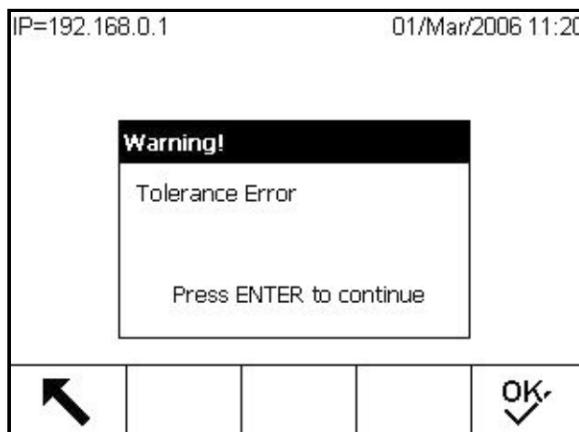 IP=192.168.0.1 01/Mar/2006 11:20
Warning!
Tolerance Error
Press ENTER to continue
OK